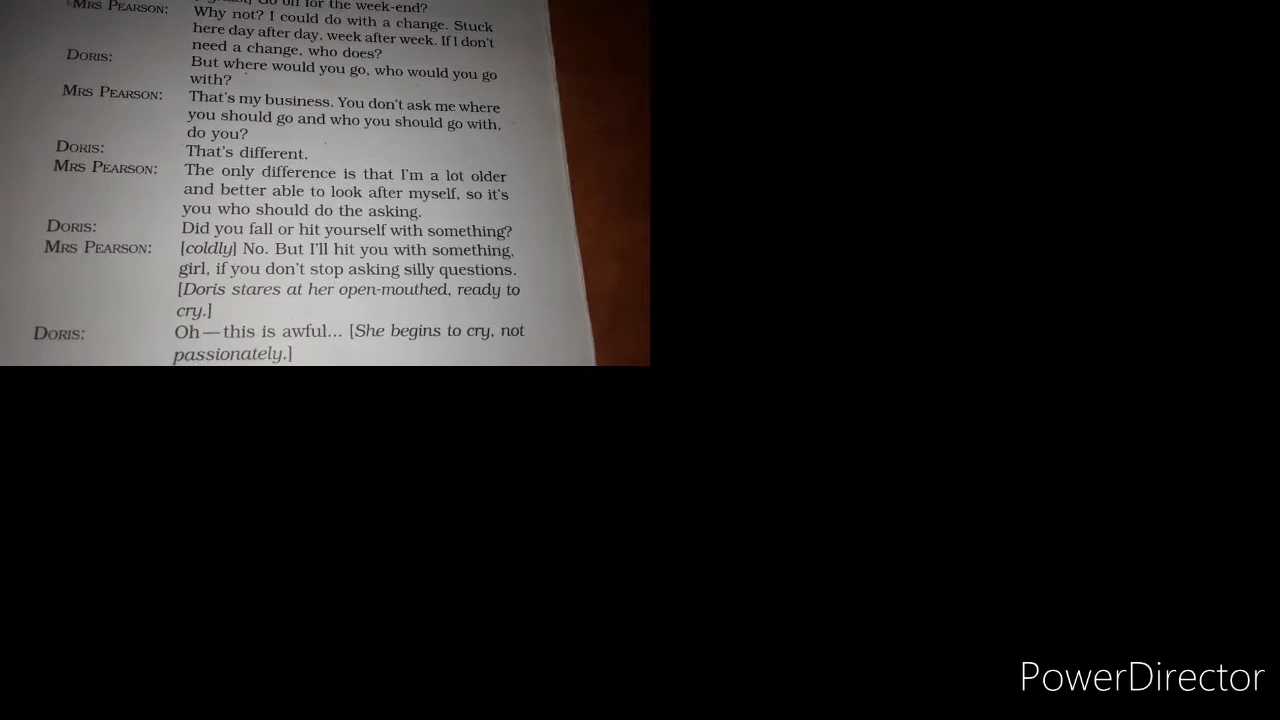 Go off for the week-end?
MRS PEARSON: Why not? I could do with a change. Stuck
here day after day, week after week. If I don't
need a change, who does?
DORIS: But where would you go, who would you go
with?
MRS PEARSON: That's my business. You don't ask me where
you should go and who you should go with,
do you?
DORIS: That's different.
MRS PEARSON: The only difference is that I'm a lot older
and better able to look after myself, so it's
you who should do the asking.
DORIS: Did you fall or hit yourself with something?
MRS PEARSON: [coldly] No. But I'll hit you with something,
girl, if you don't stop asking silly questions.
[Doris stares at her open-mouthed, ready to
cry.]
DORIS: Oh—this is awful... [She begins to cry, not
passionately.]
PowerDirector